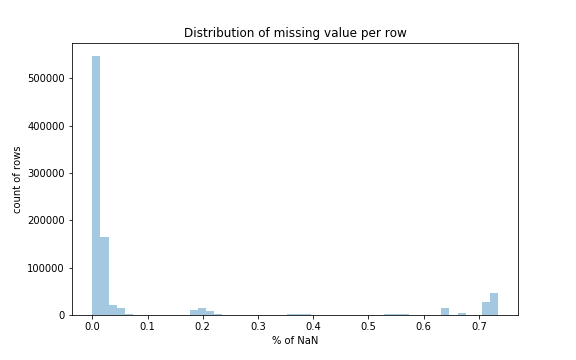 Distribution of missing value per row
count of rows
500000
400000
300000
200000
100000
0
0.0 0.1 0.2 0.3 0.4 0.5 0.6 0.7
% of NaN